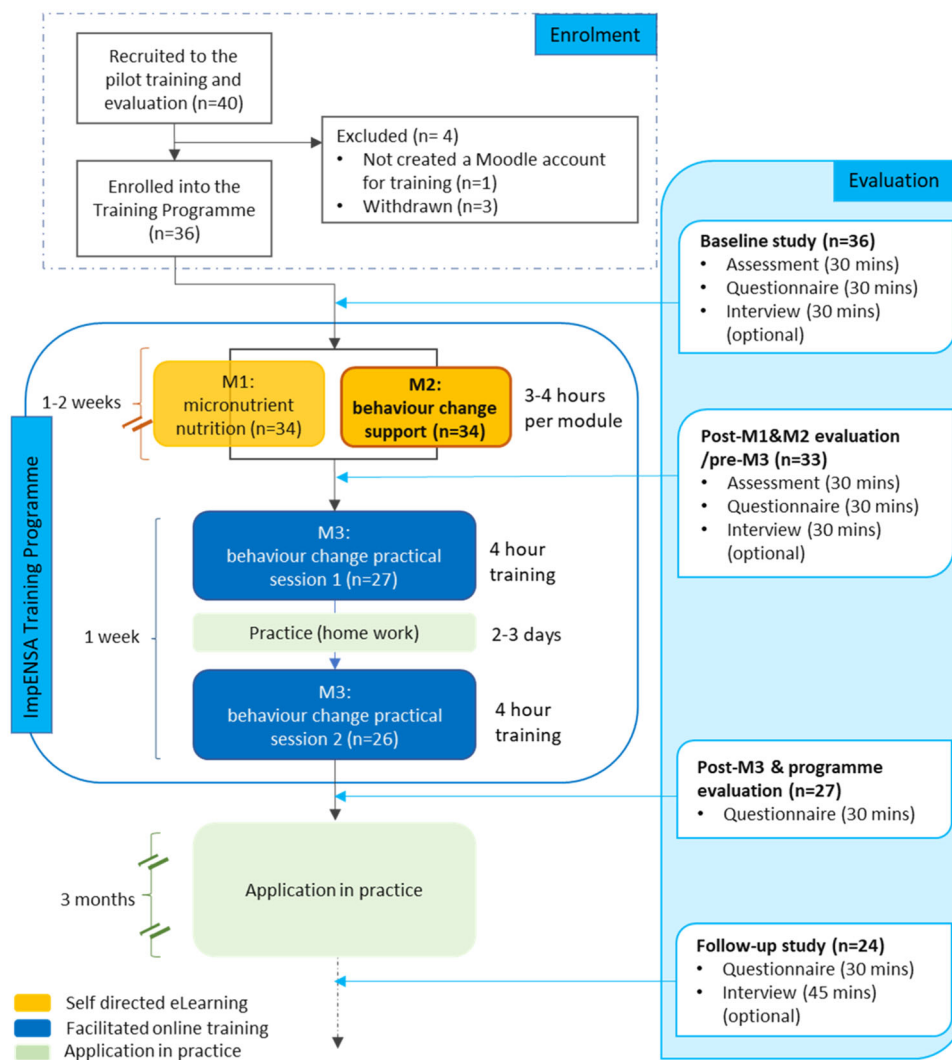 Enrolment
Recruited to the
pilot training and
evaluation (n=40)
Excluded (n= 4)
• Not created a Moodle account
for training (n=1)
• Withdrawn (n=3)
Enrolled into the
Training Programme
(n=36)
Evaluation
Baseline study (n=36)
• Assessment (30 mins)
• Questionnaire (30 mins)
• Interview (30 mins)
(optional)
ImpENSA Training Programme
1-2 weeks
M1:
micronutrient
nutrition (n=34)
M2:
behaviour change
support (n=34)
3-4 hours
per module
Post-M1&M2 evaluation
/pre-M3 (n=33)
• Assessment (30 mins)
• Questionnaire (30 mins)
• Interview (30 mins)
(optional)
1 week
M3:
behaviour change practical
session 1 (n=27)
4 hour
training
Practice (home work)
2-3 days
M3:
behaviour change practical
session 2 (n=26)
4 hour
training
Post-M3 & programme
evaluation (n=27)
• Questionnaire (30 mins)
3 months
Application in practice
Follow-up study (n=24)
• Questionnaire (30 mins)
• Interview (45 mins)
(optional)
Self directed eLearning
Facilitated online training
Application in practice